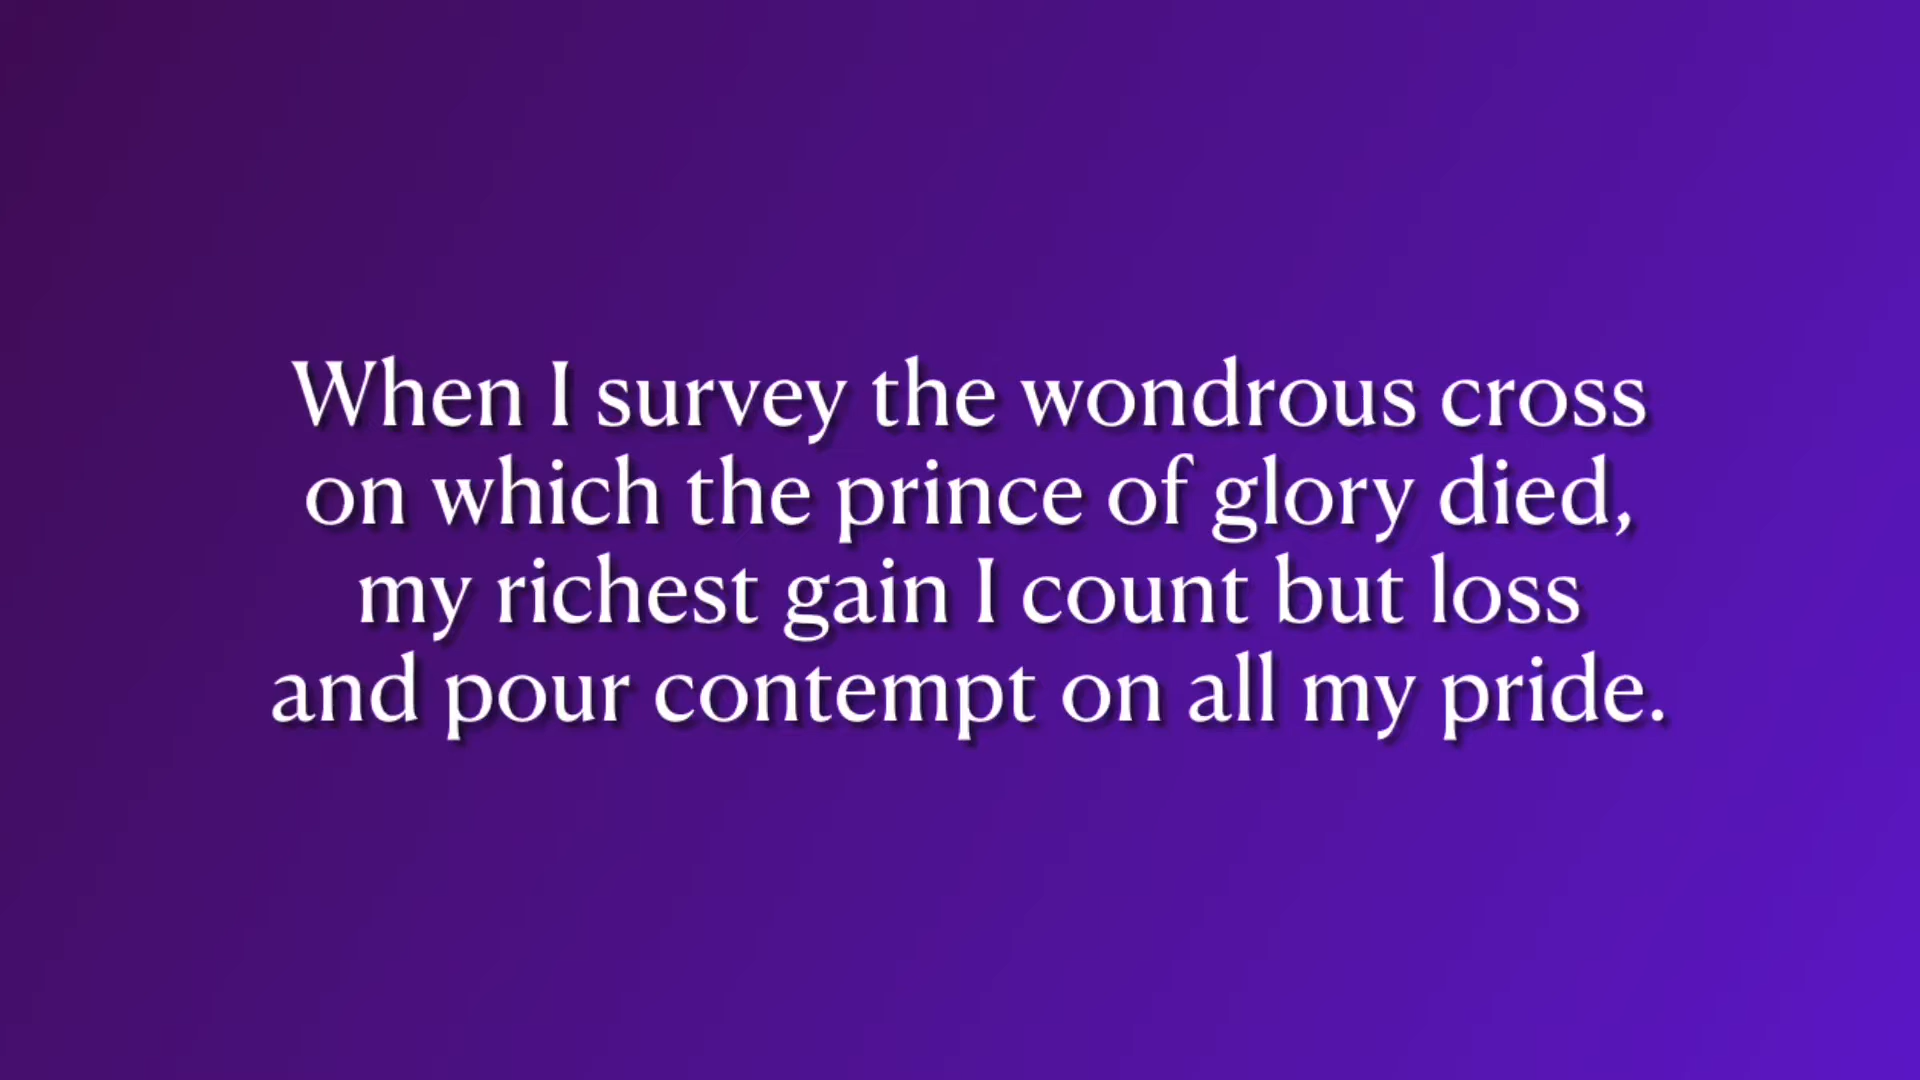 When I survey the wondrous cross
on which the prince of glory died,
my richest gain I count but loss
and pour contempt on all my pride.